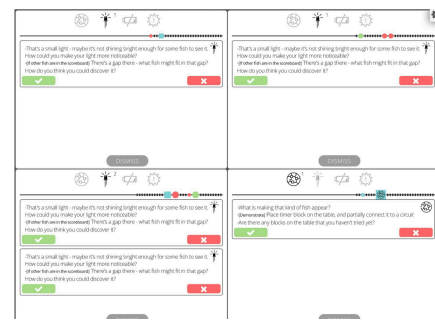 ?
-That's a small light - maybe it's not shining bright enough for some fish to see it.
How could you make your light more noticeable?
-(If other fish are in the scoreboard) There's a gap there - what fish might fit in that gap?
How do you think you could discover it?
DISMISS
?
-That's a small light - maybe it's not shining bright enough for some fish to see it.
How could you make your light more noticeable?
-(If other fish are in the scoreboard) There's a gap there - what fish might fit in that gap?
How do you think you could discover it?
DISMISS
2
-That's a small light - maybe it's not shining bright enough for some fish to see it.
How could you make your light more noticeable?
-(If other fish are in the scoreboard) There's a gap there - what fish might fit in that gap?
How do you think you could discover it?
-That's a small light - maybe it's not shining bright enough for some fish to see it.
How could you make your light more noticeable?
-(If other fish are in the scoreboard) There's a gap there - what fish might fit in that gap?
How do you think you could discover it?
-What is making that kind of fish appear?
-(Demonstrate) Place timer block on the table, and partially connect it to a circuit
-Are there any blocks on the table that you haven't tried yet?